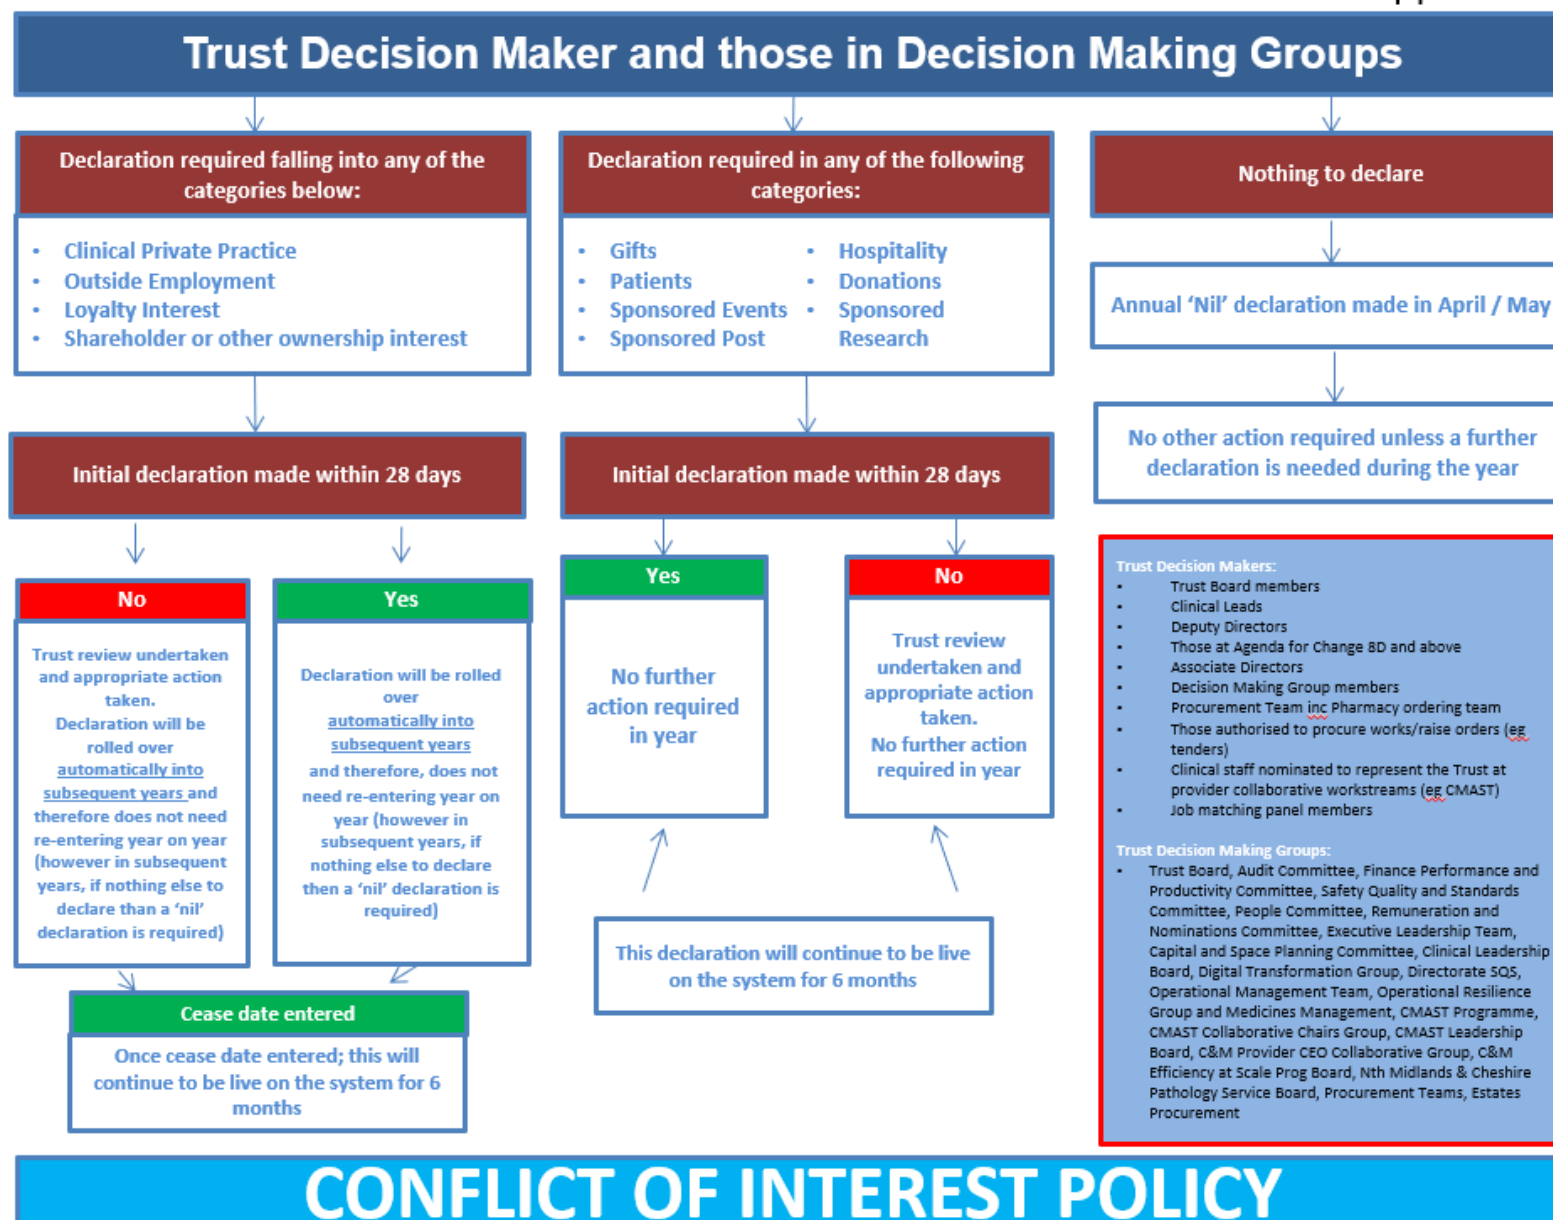 Trust Decision Maker and those in Decision Making Groups
Declaration required falling into any of the
categories below:
• Clinical Private Practice
• Outside Employment
• Loyalty Interest
• Shareholder or other ownership interest
Initial declaration made within 28 days
No
Trust review undertaken
and appropriate action
taken.
Declaration will be
rolled over
automatically into
subsequent years and
therefore does not need
re-entering year on year
(however in subsequent
years, if nothing else to
declare than a ‘nil’
declaration is required)
Yes
Declaration will be rolled
over
automatically into
subsequent years
and therefore, does not
need re-entering year on
year (however in
subsequent years, if
nothing else to declare
then a ‘nil’ declaration is
required)
Cease date entered
Once cease date entered; this will
continue to be live on the system for 6
months
Declaration required in any of the following
categories:
• Gifts
• Patients
• Sponsored Events
• Sponsored Post
• Hospitality
• Donations
• Sponsored
Research
Initial declaration made within 28 days
Yes
No further
action required
in year
No
Trust review
undertaken and
appropriate action
taken.
No further action
required in year
This declaration will continue to be live
on the system for 6 months
Nothing to declare
Annual ‘Nil’ declaration made in April / May
No other action required unless a further
declaration is needed during the year
Trust Decision Makers:
• Trust Board members
• Clinical Leads
• Deputy Directors
• Those at Agenda for Change 8D and above
• Associate Directors
• Decision Making Group members
• Procurement Team inc Pharmacy ordering team
• Those authorised to procure works/raise orders (eg
tenders)
• Clinical staff nominated to represent the Trust at
provider collaborative workstreams (eg CMAST)
• Job matching panel members
Trust Decision Making Groups:
• Trust Board, Audit Committee, Finance Performance and
Productivity Committee, Safety Quality and Standards
Committee, People Committee, Remuneration and
Nominations Committee, Executive Leadership Team,
Capital and Space Planning Committee, Clinical Leadership
Board, Digital Transformation Group, Directorate SQS,
Operational Management Team, Operational Resilience
Group and Medicines Management, CMAST Programme,
CMAST Collaborative Chairs Group, CMAST Leadership
Board, C&M Provider CEO Collaborative Group, C&M
Efficiency at Scale Prog Board, Nth Midlands & Cheshire
Pathology Service Board, Procurement Teams, Estates
Procurement
CONFLICT OF INTEREST POLICY